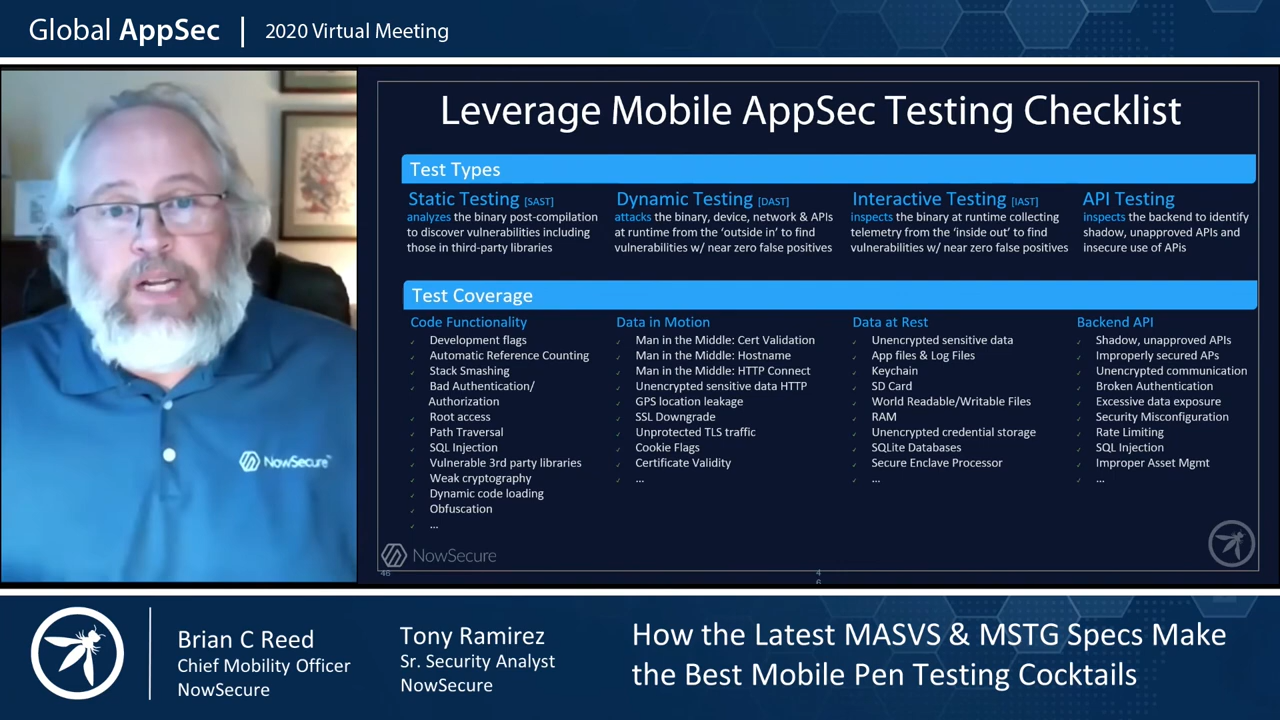 Global AppSec | 2020 Virtual Meeting
Leverage Mobile AppSec Testing Checklist
Test Types
Static Testing [SAST]
analyzes the binary post-compilation
to discover vulnerabilities including
those in third-party libraries
Dynamic Testing [DAST]
attacks the binary, device, network & APIs
at runtime from the 'outside in' to find
vulnerabilities w/ near zero false positives
Interactive Testing [IAST]
inspects the binary at runtime collecting
telemetry from the 'inside out' to find
vulnerabilities w/ near zero false positives
API Testing
inspects the backend to identify
shadow, unapproved APIs and
insecure use of APis
Test Coverage
Code Functionality
Development flags
Automatic Reference Counting
Stack Smashing
Bad Authentication/
Authorization
Root access
Path Traversal
SQL Injection
Vulnerable 3rd party libraries
Weak cryptography
Dynamic code loading
Obfuscation
...
Data in Motion
Man in the Middle: Cert Validation
Man in the Middle: Hostname
Man in the Middle: HTTP Connect
Unencrypted sensitive data HTTP
GPS location leakage
SSL Downgrade
Unprotected TLS traffic
Cookie Flags
Certificate Validity
...
Data at Rest
Unencrypted sensitive data
App files & Log Files
Keychain
SD Card
World Readable/Writable Files
RAM
Unencrypted credential storage
SQLite Databases
Secure Enclave Processor
...
Backend API
Shadow, unapproved APIs
Improperly secured APs
Unencrypted communication
Broken Authentication
Excessive data exposure
Security Misconfiguration
Rate Limiting
SQL Injection
Improper Asset Mgmt
...
NowSecure™
NowSecure
46
4
6
Brian C Reed
Chief Mobility Officer
NowSecure
Tony Ramirez
Sr. Security Analyst
NowSecure
How the Latest MASVS & MSTG Specs Make
the Best Mobile Pen Testing Cocktails